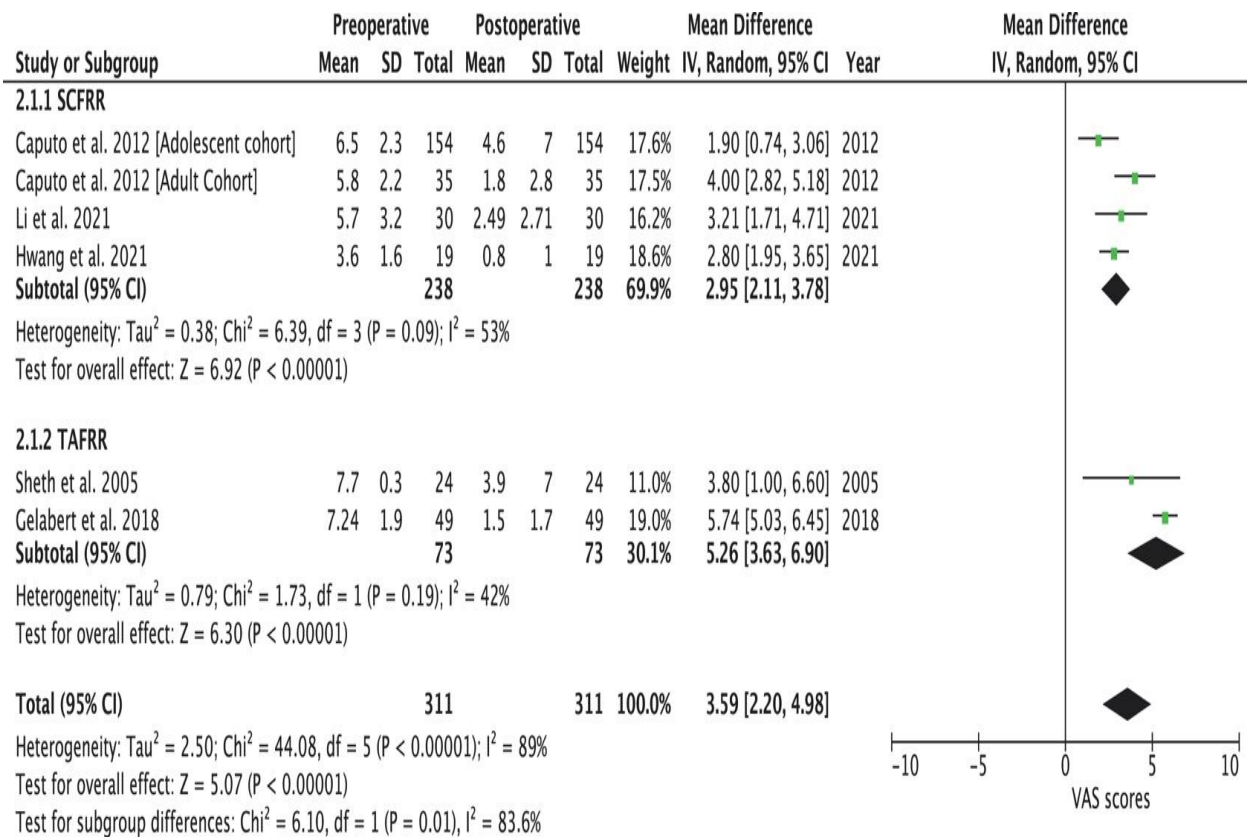 Preoperative Postoperative Mean Difference Mean Difference
Study or Subgroup Mean SD Total Mean SD Total Weight IV, Random, 95% CI Year IV, Random, 95% CI
2.1.1 SCFRR
Caputo et al. 2012 [Adolescent cohort] 6.5 2.3 154 4.6 7 154 17.6% 1.90 [0.74, 3.06] 2012
Caputo et al. 2012 [Adult Cohort] 5.8 2.2 35 1.8 2.8 35 17.5% 4.00 [2.82, 5.18] 2012
Li et al. 2021 5.7 3.2 30 2.49 2.71 30 16.2% 3.21 [1.71, 4.71] 2021
Hwang et al. 2021 3.6 1.6 19 0.8 1 19 18.6% 2.80 [1.95, 3.65] 2021
Subtotal (95% CI) 238 238 69.9% 2.95 [2.11, 3.78]
Heterogeneity: Tau² = 0.38; Chi² = 6.39, df = 3 (P = 0.09); I² = 53%
Test for overall effect: Z = 6.92 (P < 0.00001)
2.1.2 TAFRR
Sheth et al. 2005 7.7 0.3 24 3.9 7 24 11.0% 3.80 [1.00, 6.60] 2005
Gelabert et al. 2018 7.24 1.9 49 1.5 1.7 49 19.0% 5.74 [5.03, 6.45] 2018
Subtotal (95% CI) 73 73 30.1% 5.26 [3.63, 6.90]
Heterogeneity: Tau² = 0.79; Chi² = 1.73, df = 1 (P = 0.19); I² = 42%
Test for overall effect: Z = 6.30 (P < 0.00001)
Total (95% CI) 311 311 100.0% 3.59 [2.20, 4.98]
Heterogeneity: Tau² = 2.50; Chi² = 44.08, df = 5 (P < 0.00001); I² = 89%
Test for overall effect: Z = 5.07 (P < 0.00001)
Test for subgroup differences: Chi² = 6.10, df = 1 (P = 0.01), I² = 83.6%
−10 −5 0 5 10
VAS scores